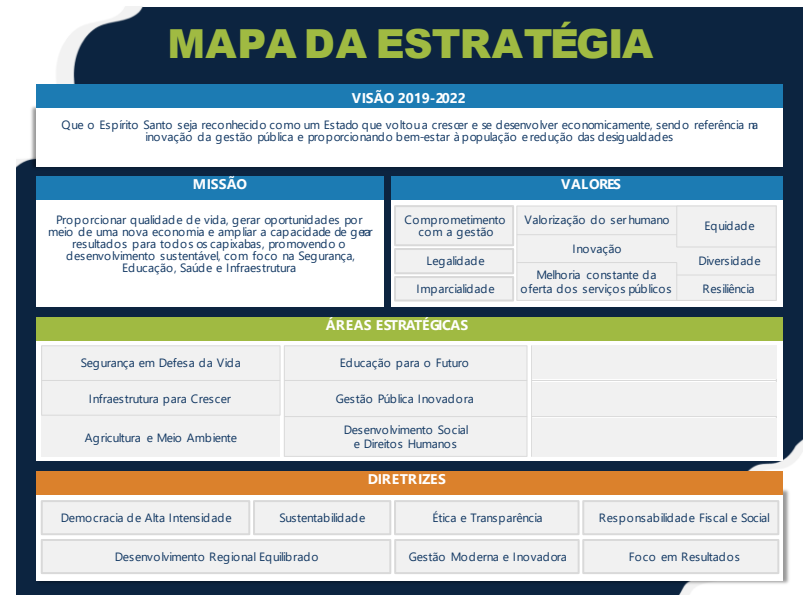 MAPA DA ESTRATÉGIA
VISÃO 2019-2022
Que o Espírito Santo seja reconhecido como um Estado que voltou a crescer e se desenvolver economicamente, sendo referência na
inovação da gestão pública e proporcionando bem-estar à população e redução das desigualdades
MISSÃO
Proporcionar qualidade de vida, gerar oportunidades por
meio de uma nova economia e ampliar a capacidade de gerar
resultados para todos os capixabas, promovendo o
desenvolvimento sustentável, com foco na Segurança,
Educação, Saúde e Infraestrutura
VALORES
Comprometimento
com a gestão
Legalidade
Imparcialidade
Valorização do ser humano
Inovação
Melhoria constante da
oferta dos serviços públicos
Equidade
Diversidade
Resiliência
ÁREAS ESTRATÉGICAS
Segurança em Defesa da Vida
Educação para o Futuro
Infraestrutura para Crescer
Gestão Pública Inovadora
Agricultura e Meio Ambiente
Desenvolvimento Social
e Direitos Humanos
DIRETRIZES
Democracia de Alta Intensidade
Sustentabilidade
Ética e Transparência
Responsabilidade Fiscal e Social
Desenvolvimento Regional Equilibrado
Gestão Moderna e Inovadora
Foco em Resultados